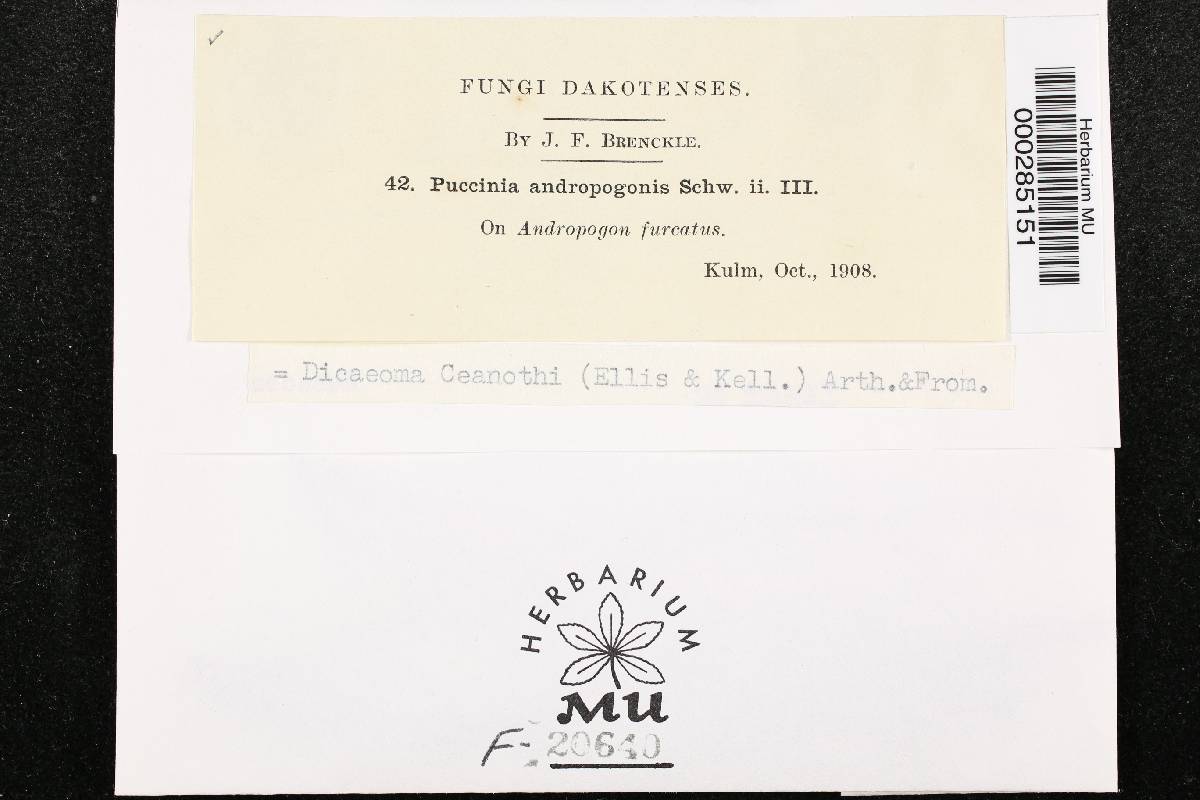 FUNGI DAKOTENSES.
BY J. F. BRENCKLE.
42. Puccinia andropogonis Schw. ii. III.
On Andropogon furcatus.
Kulm, Oct., 1908.
Herbarium MU
000285151
= Dicaeoma Ceanothi (Ellis & Kell.) Arth.&From.
HERBARIUM
MU
F- 20640